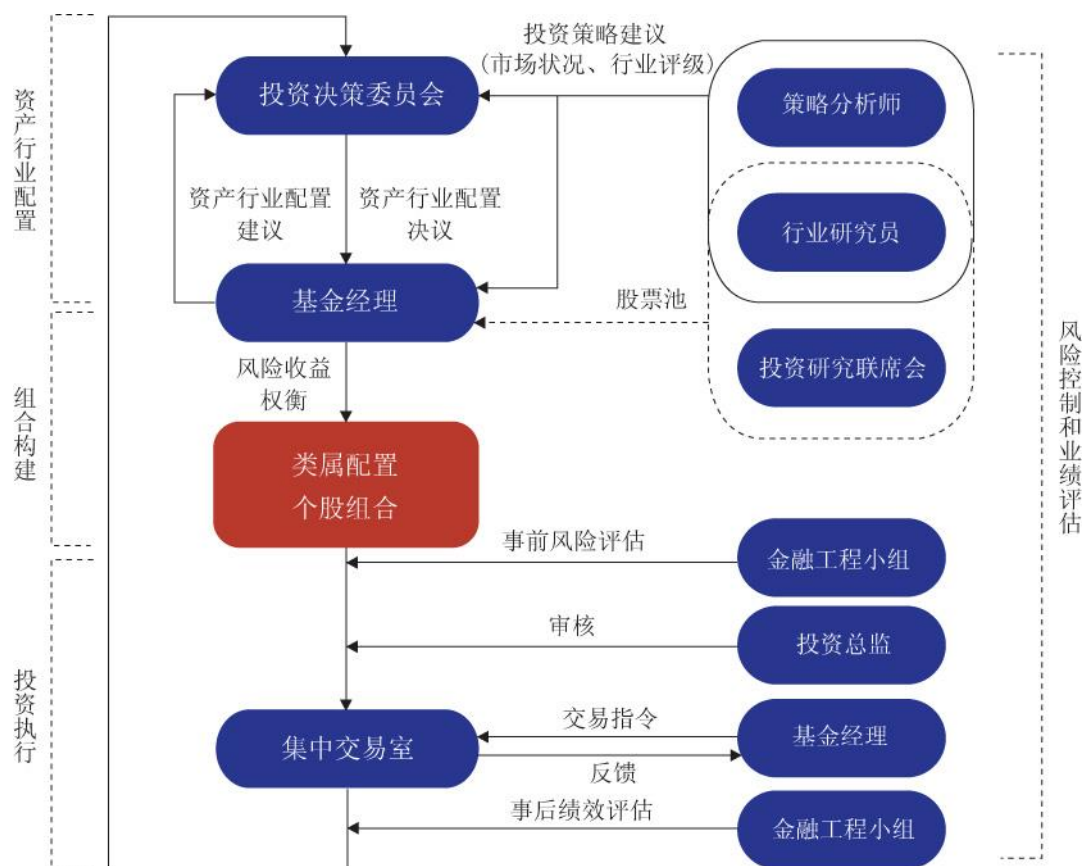 投资策略建议
(市场状况、行业评级)
投资决策委员会
策略分析师
资产行业配置
资产行业配置
建议
资产行业配置
决议
行业研究员
基金经理
股票池
投资研究联席会
风险收益
权衡
组合构建
类属配置
个股组合
风险控制和业绩评估
事前风险评估
金融工程小组
审核
投资总监
投资执行
集中交易室
交易指令
反馈
基金经理
事后绩效评估
金融工程小组